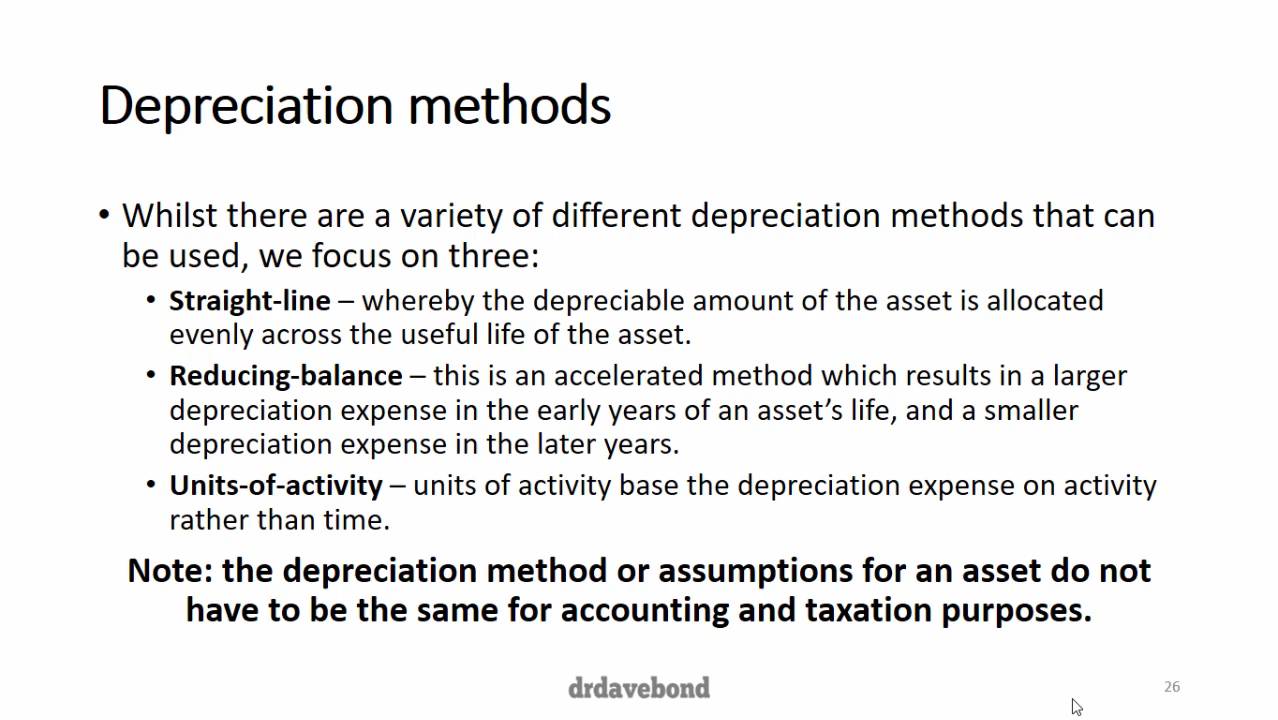 Depreciation methods
• Whilst there are a variety of different depreciation methods that can
be used, we focus on three:
• Straight-line – whereby the depreciable amount of the asset is allocated
evenly across the useful life of the asset.
• Reducing-balance – this is an accelerated method which results in a larger
depreciation expense in the early years of an asset’s life, and a smaller
depreciation expense in the later years.
• Units-of-activity – units of activity base the depreciation expense on activity
rather than time.
Note: the depreciation method or assumptions for an asset do not
have to be the same for accounting and taxation purposes.
drdavebond
26